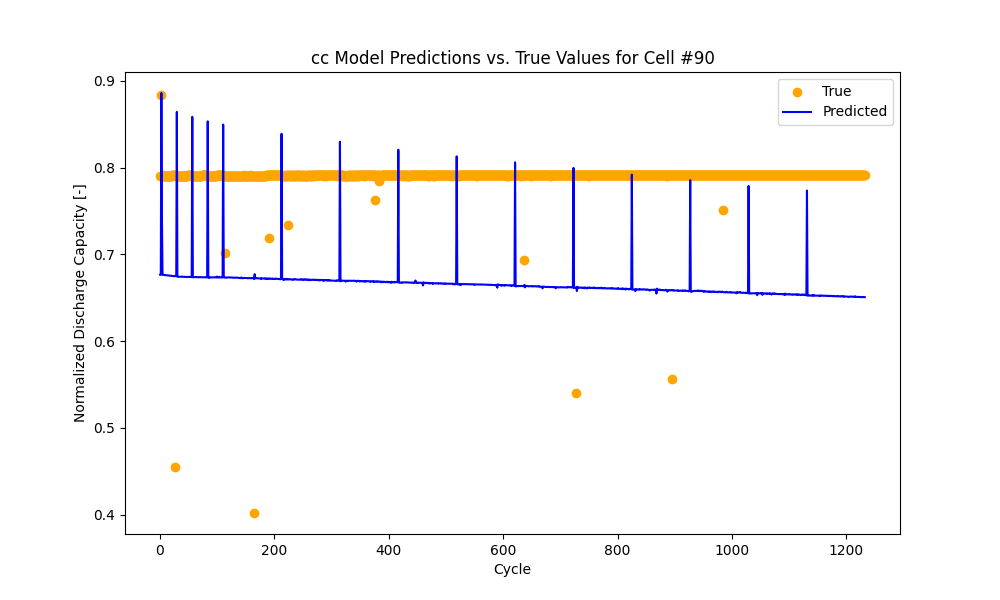 cc Model Predictions vs. True Values for Cell #90
True
Predicted
Normalized Discharge Capacity [-]
0.9
0.8
0.7
0.6
0.5
0.4
0 200 400 600 800 1000 1200
Cycle